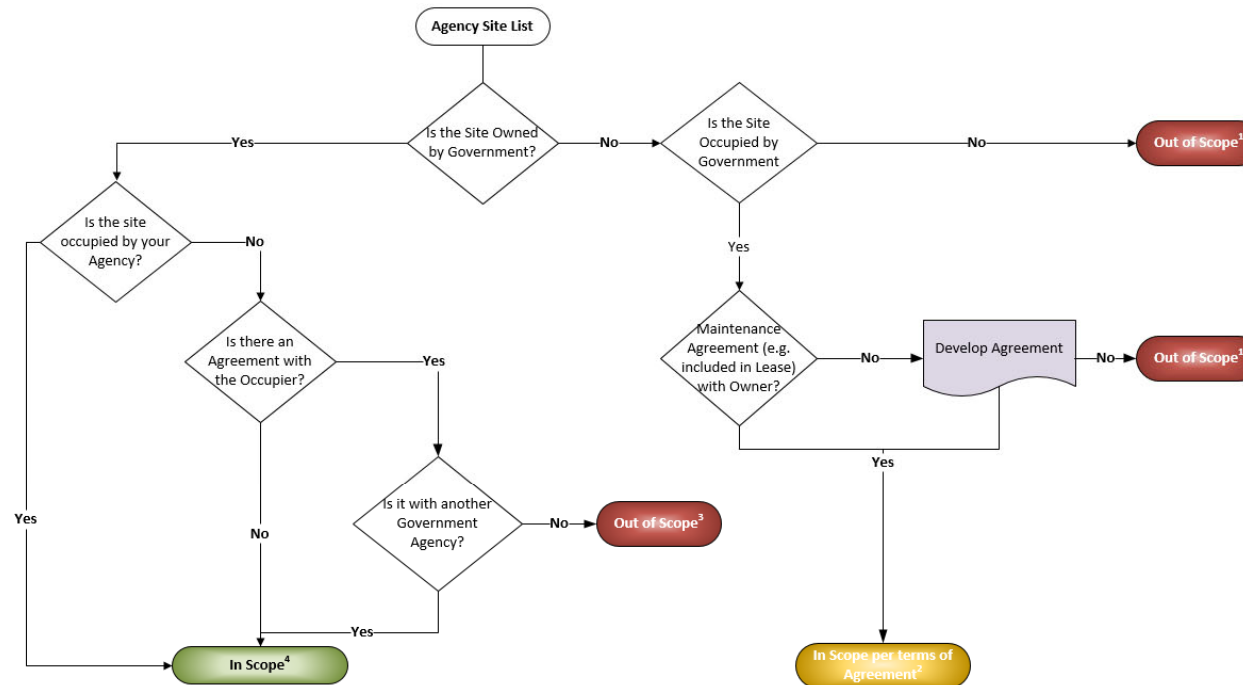 Agency Site List
Is the Site Owned
by Government?
Yes
No
Is the Site
Occupied by
Government
No
Out of Scope¹
Is the site
occupied by your
Agency?
No
Yes
Is there an
Agreement with
the Occupier?
Yes
Maintenance
Agreement (e.g.
included in Lease)
with Owner?
No
Develop Agreement
No
Out of Scope¹
Yes
Is it with another
Government
Agency?
No
Out of Scope³
Yes
No
Yes
In Scope⁴
In Scope per terms of
Agreement²